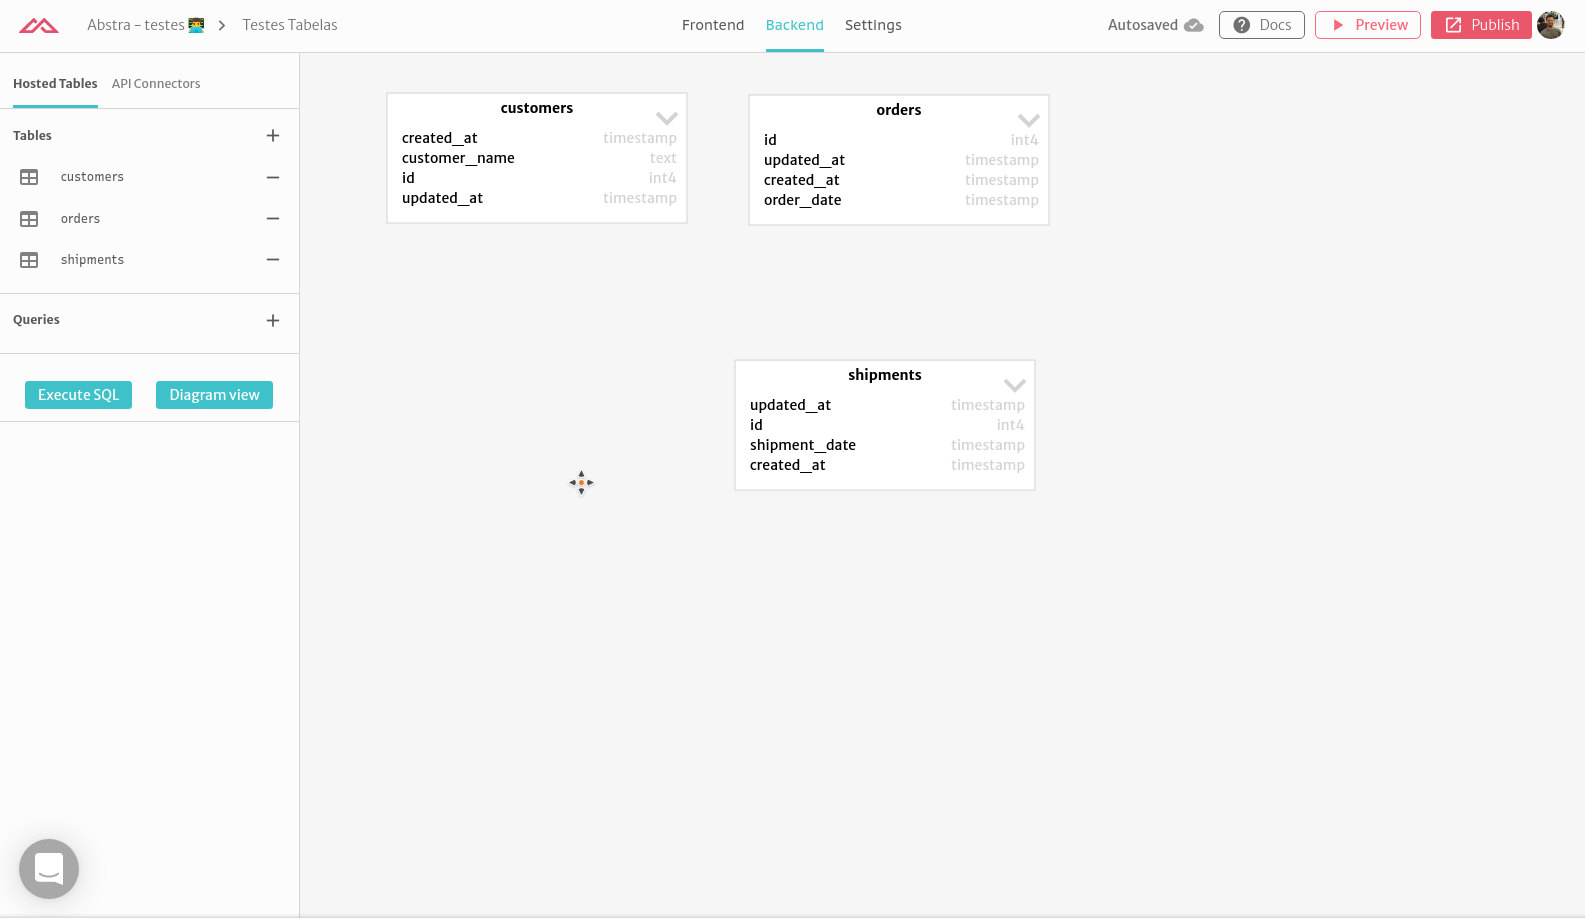 Abstra – testes 👨‍💻 > Testes Tabelas
Frontend Backend Settings
Autosaved Docs Preview Publish
Hosted Tables API Connectors
Tables
customers
orders
shipments
Queries
Execute SQL Diagram view
customers
created_at timestamp
customer_name text
id int4
updated_at timestamp
orders
id int4
updated_at timestamp
created_at timestamp
order_date timestamp
shipments
updated_at timestamp
id int4
shipment_date timestamp
created_at timestamp